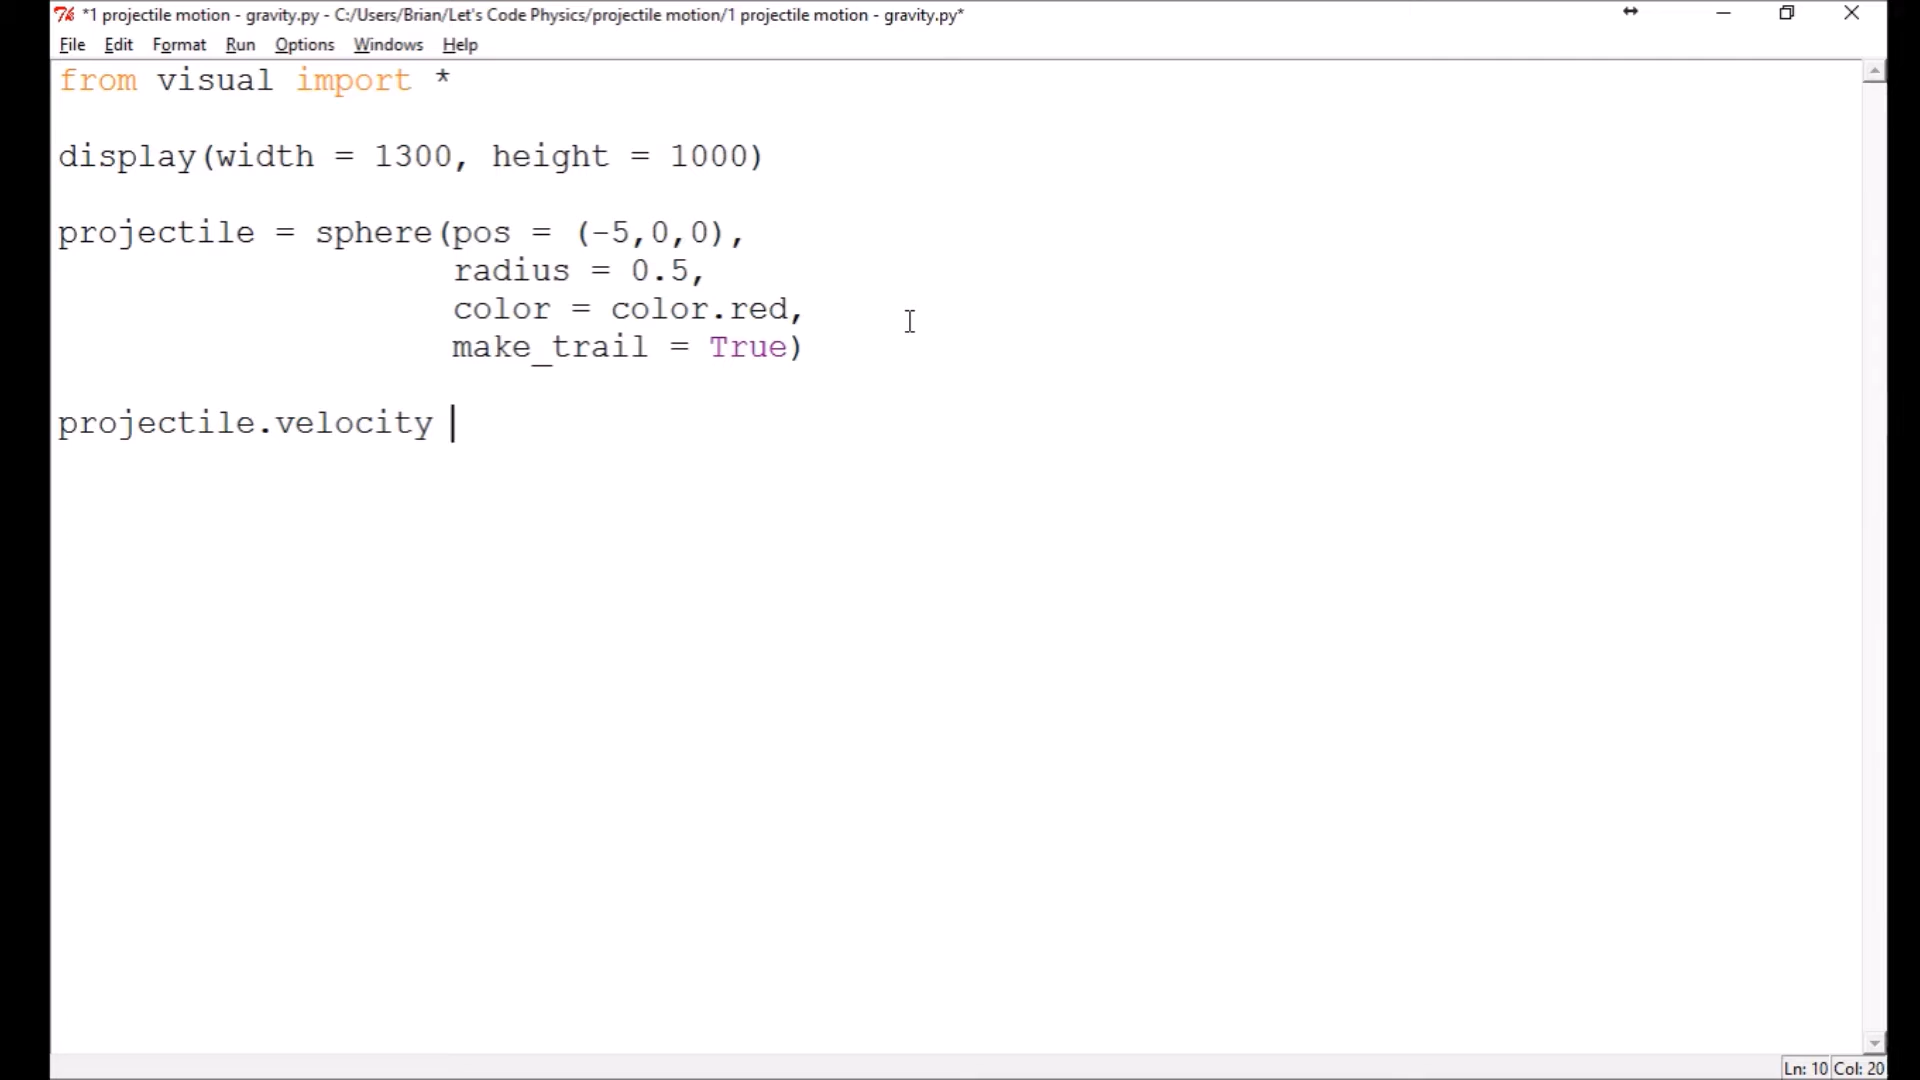 *1 projectile motion - gravity.py - C:/Users/Brian/Let's Code Physics/projectile motion/1 projectile motion - gravity.py*
File Edit Format Run Options Windows Help
from visual import *
display(width = 1300, height = 1000)
projectile = sphere(pos = (-5,0,0),
radius = 0.5,
color = color.red,
make_trail = True)
projectile.velocity
Ln: 10 Col: 20